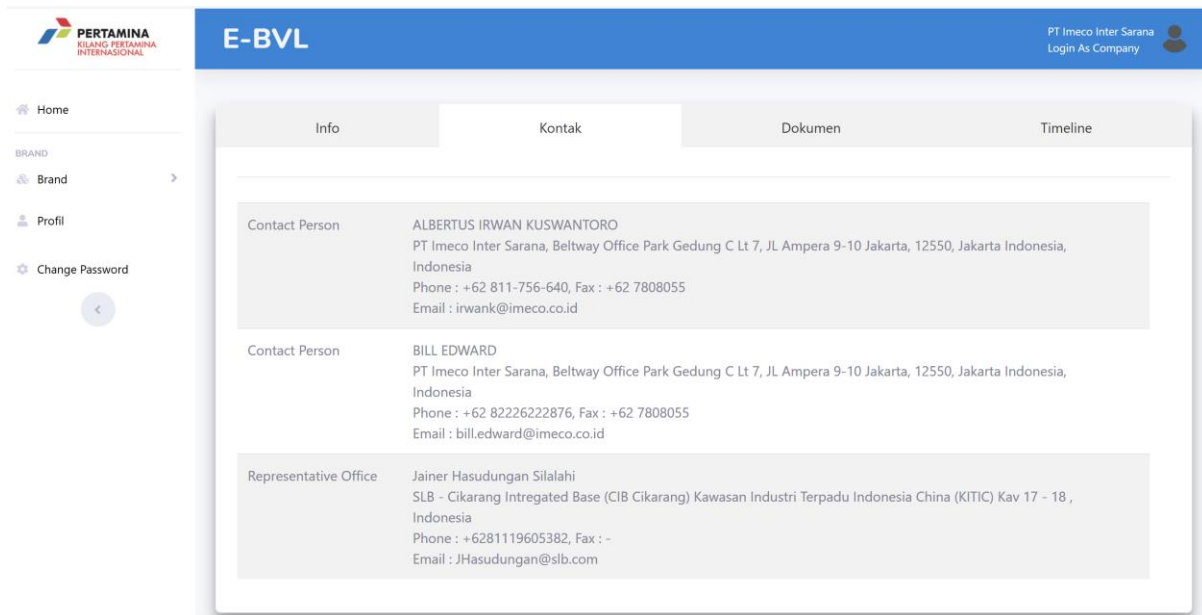 PERTAMINA
KILANG PERTAMINA
INTERNASIONAL
E-BVL
PT Imeco Inter Sarana
Login As Company
Home
BRAND
Brand
Profil
Change Password
Info
Kontak
Dokumen
Timeline
Contact Person
ALBERTUS IRWAN KUSWANTORO
PT Imeco Inter Sarana, Beltway Office Park Gedung C Lt 7, JL Ampera 9-10 Jakarta, 12550, Jakarta Indonesia,
Indonesia
Phone : +62 811-756-640, Fax : +62 7808055
Email : irwank@imeco.co.id
Contact Person
BILL EDWARD
PT Imeco Inter Sarana, Beltway Office Park Gedung C Lt 7, JL Ampera 9-10 Jakarta, 12550, Jakarta Indonesia,
Indonesia
Phone : +62 82226222876, Fax : +62 7808055
Email : bill.edward@imeco.co.id
Representative Office
Jainer Hasudungan Silalahi
SLB - Cikarang Intregated Base (CIB Cikarang) Kawasan Industri Terpadu Indonesia China (KITIC) Kav 17 - 18 ,
Indonesia
Phone : +6281119605382, Fax : -
Email : JHasudungan@slb.com